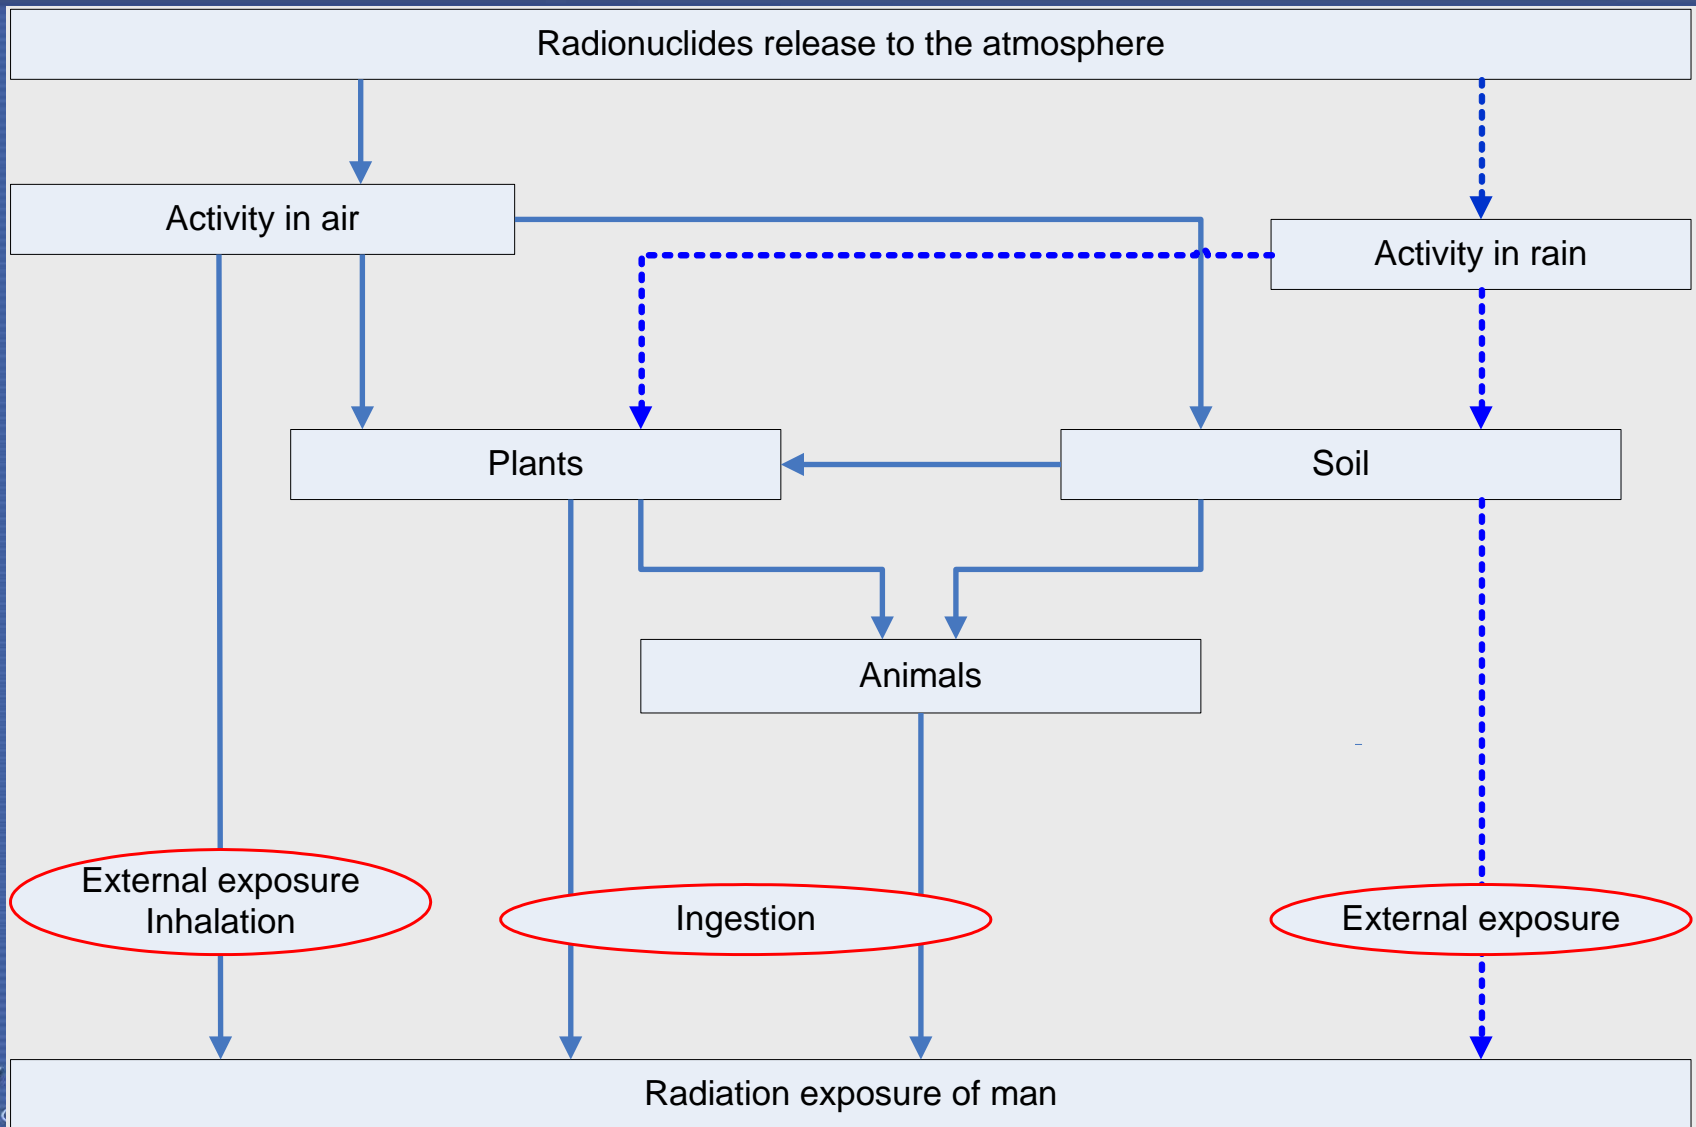 Radionuclides release to the atmosphere
Activity in air
Activity in rain
Plants
Soil
Animals
External exposure
Inhalation
Ingestion
External exposure
Radiation exposure of man